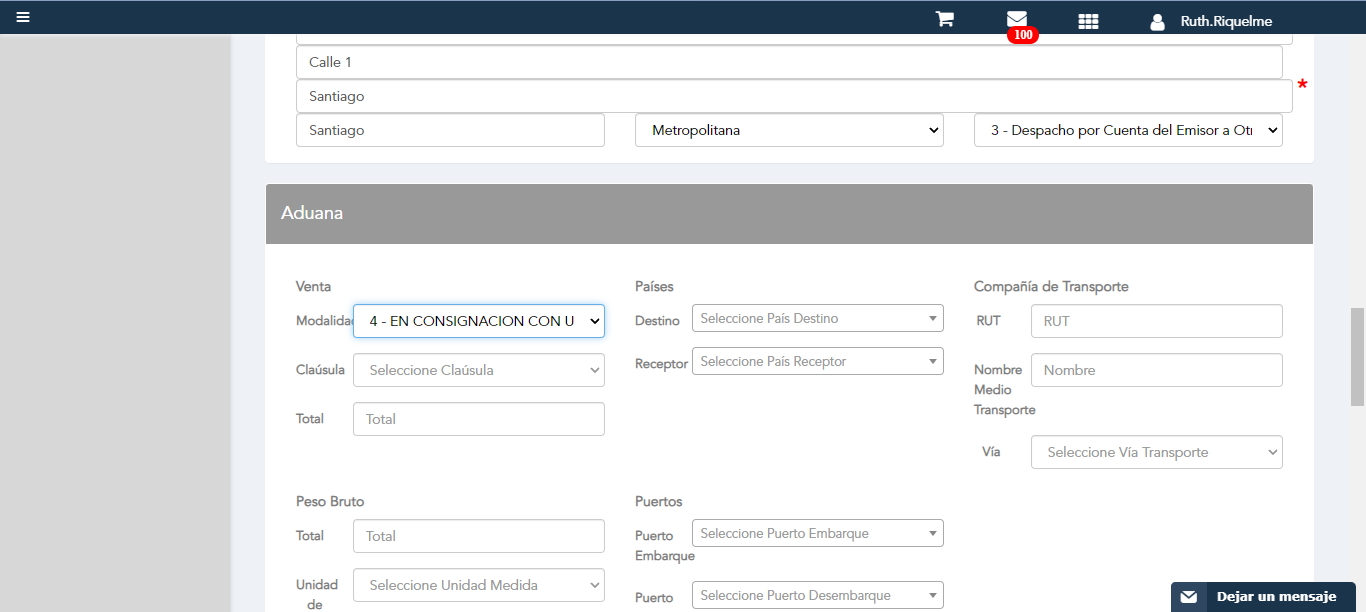 Ruth.Riquelme
100
Calle 1
Santiago
*
Santiago
Metropolitana
3 - Despacho por Cuenta del Emisor a Otr
Aduana
Venta
Países
Compañía de Transporte
Modalidad
4 - EN CONSIGNACION CON U
Destino
Seleccione País Destino
RUT
RUT
Receptor
Seleccione País Receptor
Claúsula
Seleccione Claúsula
Nombre
Medio
Transporte
Nombre
Total
Total
Vía
Seleccione Vía Transporte
Peso Bruto
Puertos
Total
Total
Puerto
Embarque
Seleccione Puerto Embarque
Unidad
de
Seleccione Unidad Medida
Puerto
Seleccione Puerto Desembarque
Dejar un mensaje